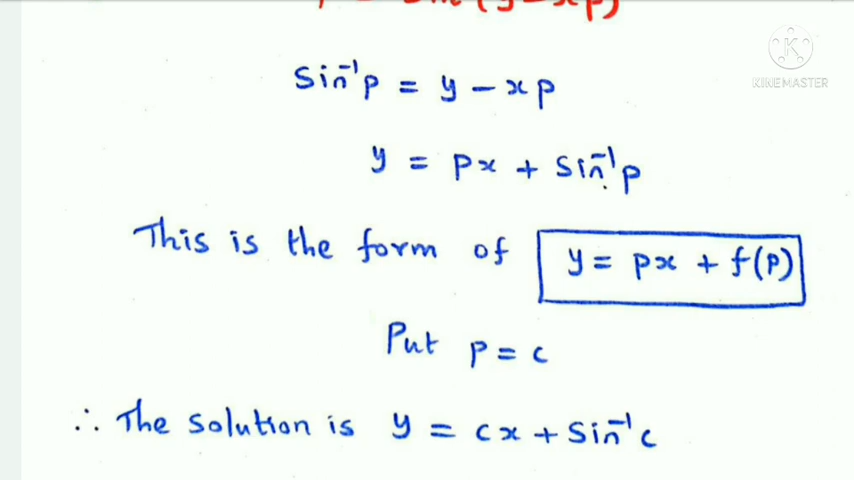 KINEMASTER
Sin⁻¹p = y - xp
y = px + Sin⁻¹p
This is the form of y = px + f(p)
Put p = c
∴ The solution is y = cx + Sin⁻¹c